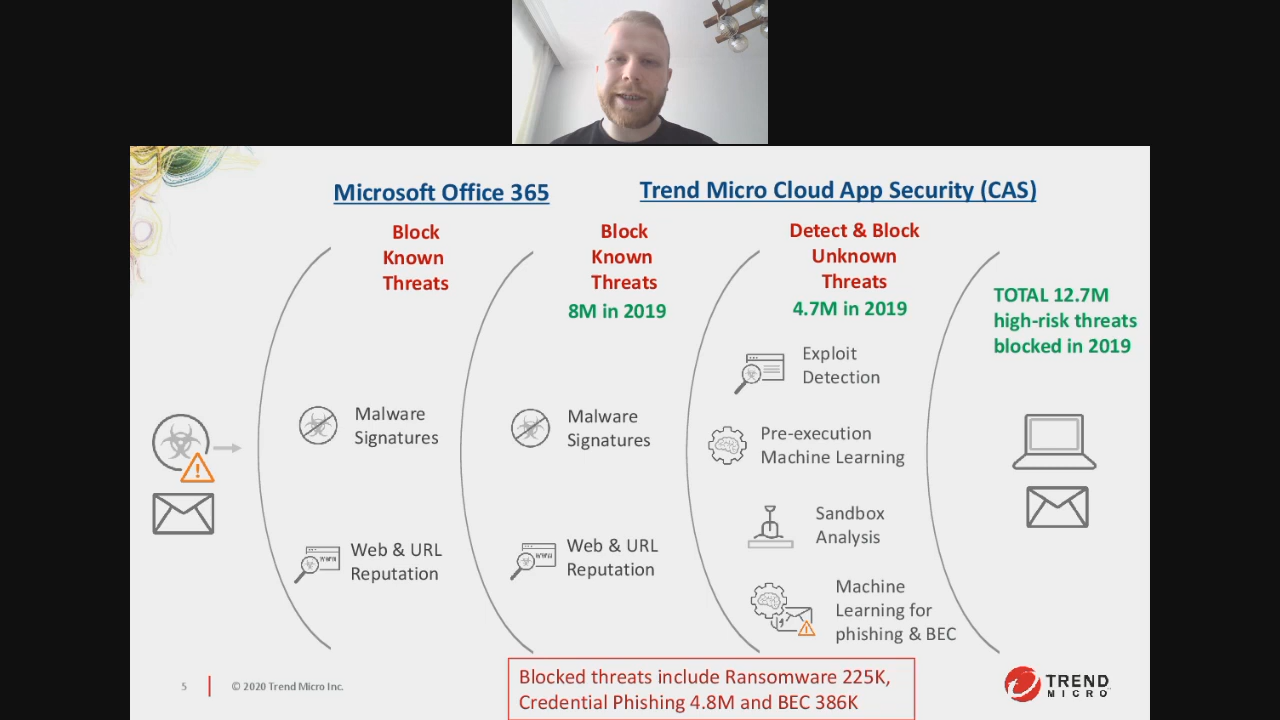 Microsoft Office 365
Trend Micro Cloud App Security (CAS)
Block
Known
Threats
Block
Known
Threats
8M in 2019
Detect & Block
Unknown
Threats
4.7M in 2019
TOTAL 12.7M
high-risk threats
blocked in 2019
Malware
Signatures
Web & URL
Reputation
Malware
Signatures
Web & URL
Reputation
Exploit
Detection
Pre-execution
Machine Learning
Sandbox
Analysis
Machine
Learning for
phishing & BEC
Blocked threats include Ransomware 225K,
Credential Phishing 4.8M and BEC 386K
5
© 2020 Trend Micro Inc.
TREND
MICRO